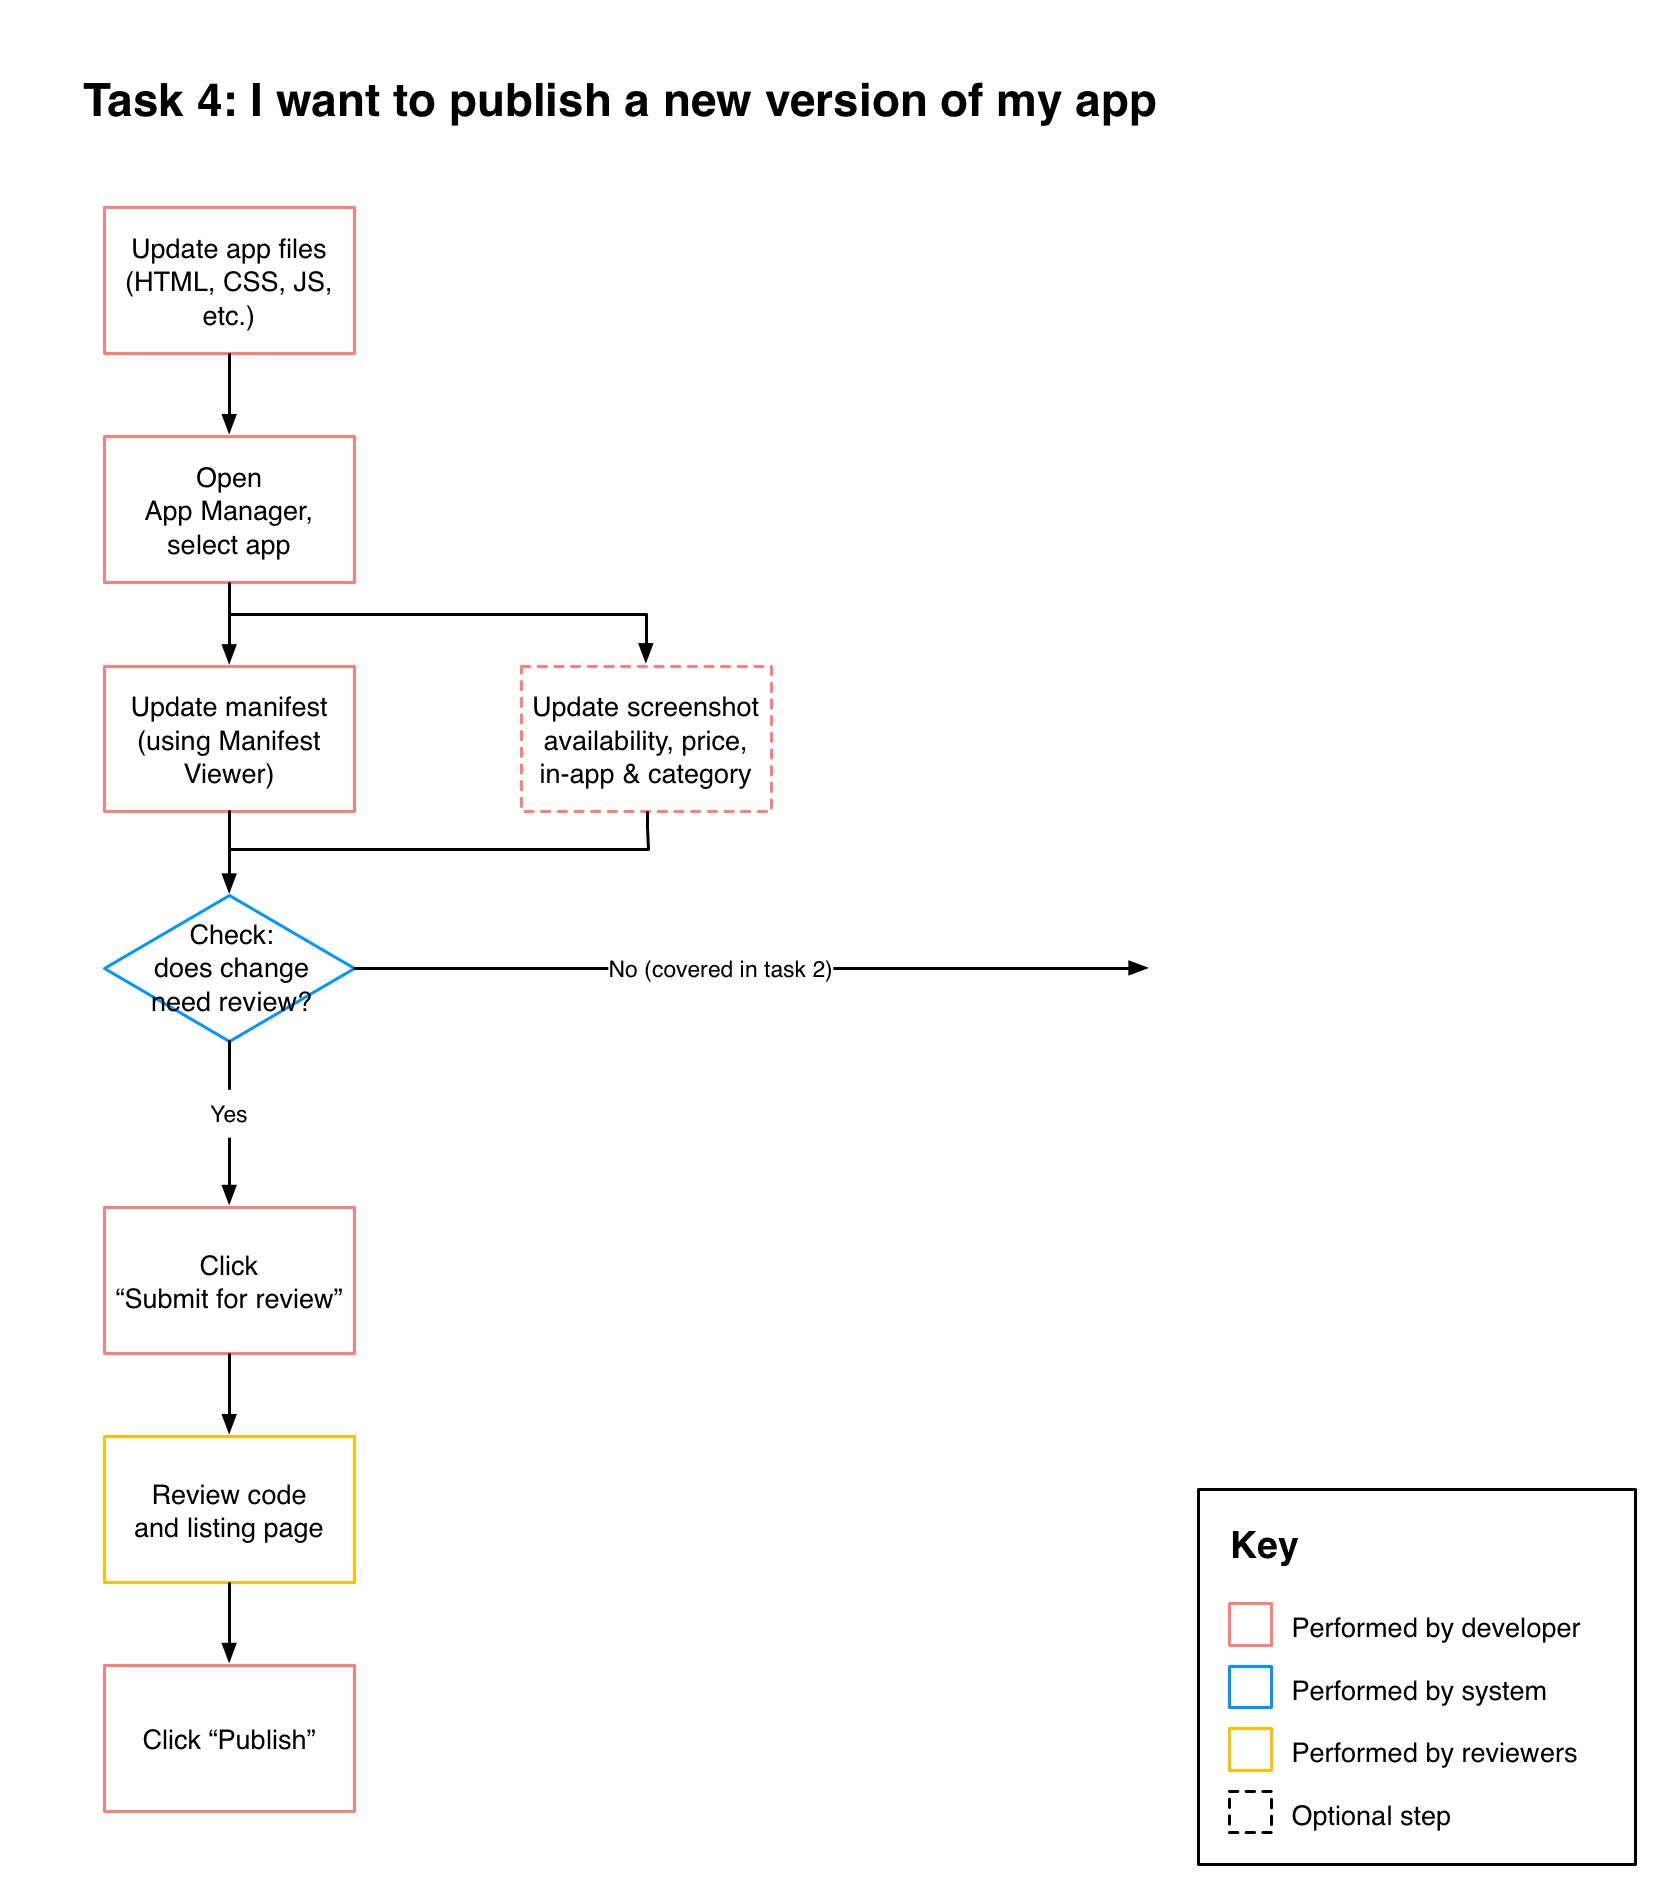 Task 4: I want to publish a new version of my app
Update app files
(HTML, CSS, JS,
etc.)
Open
App Manager,
select app
Update manifest
(using Manifest
Viewer)
Update screenshot
availability, price,
in-app & category
Check:
does change
need review?
No (covered in task 2)
Yes
Click
“Submit for review”
Review code
and listing page
Click “Publish”
Key
Performed by developer
Performed by system
Performed by reviewers
Optional step